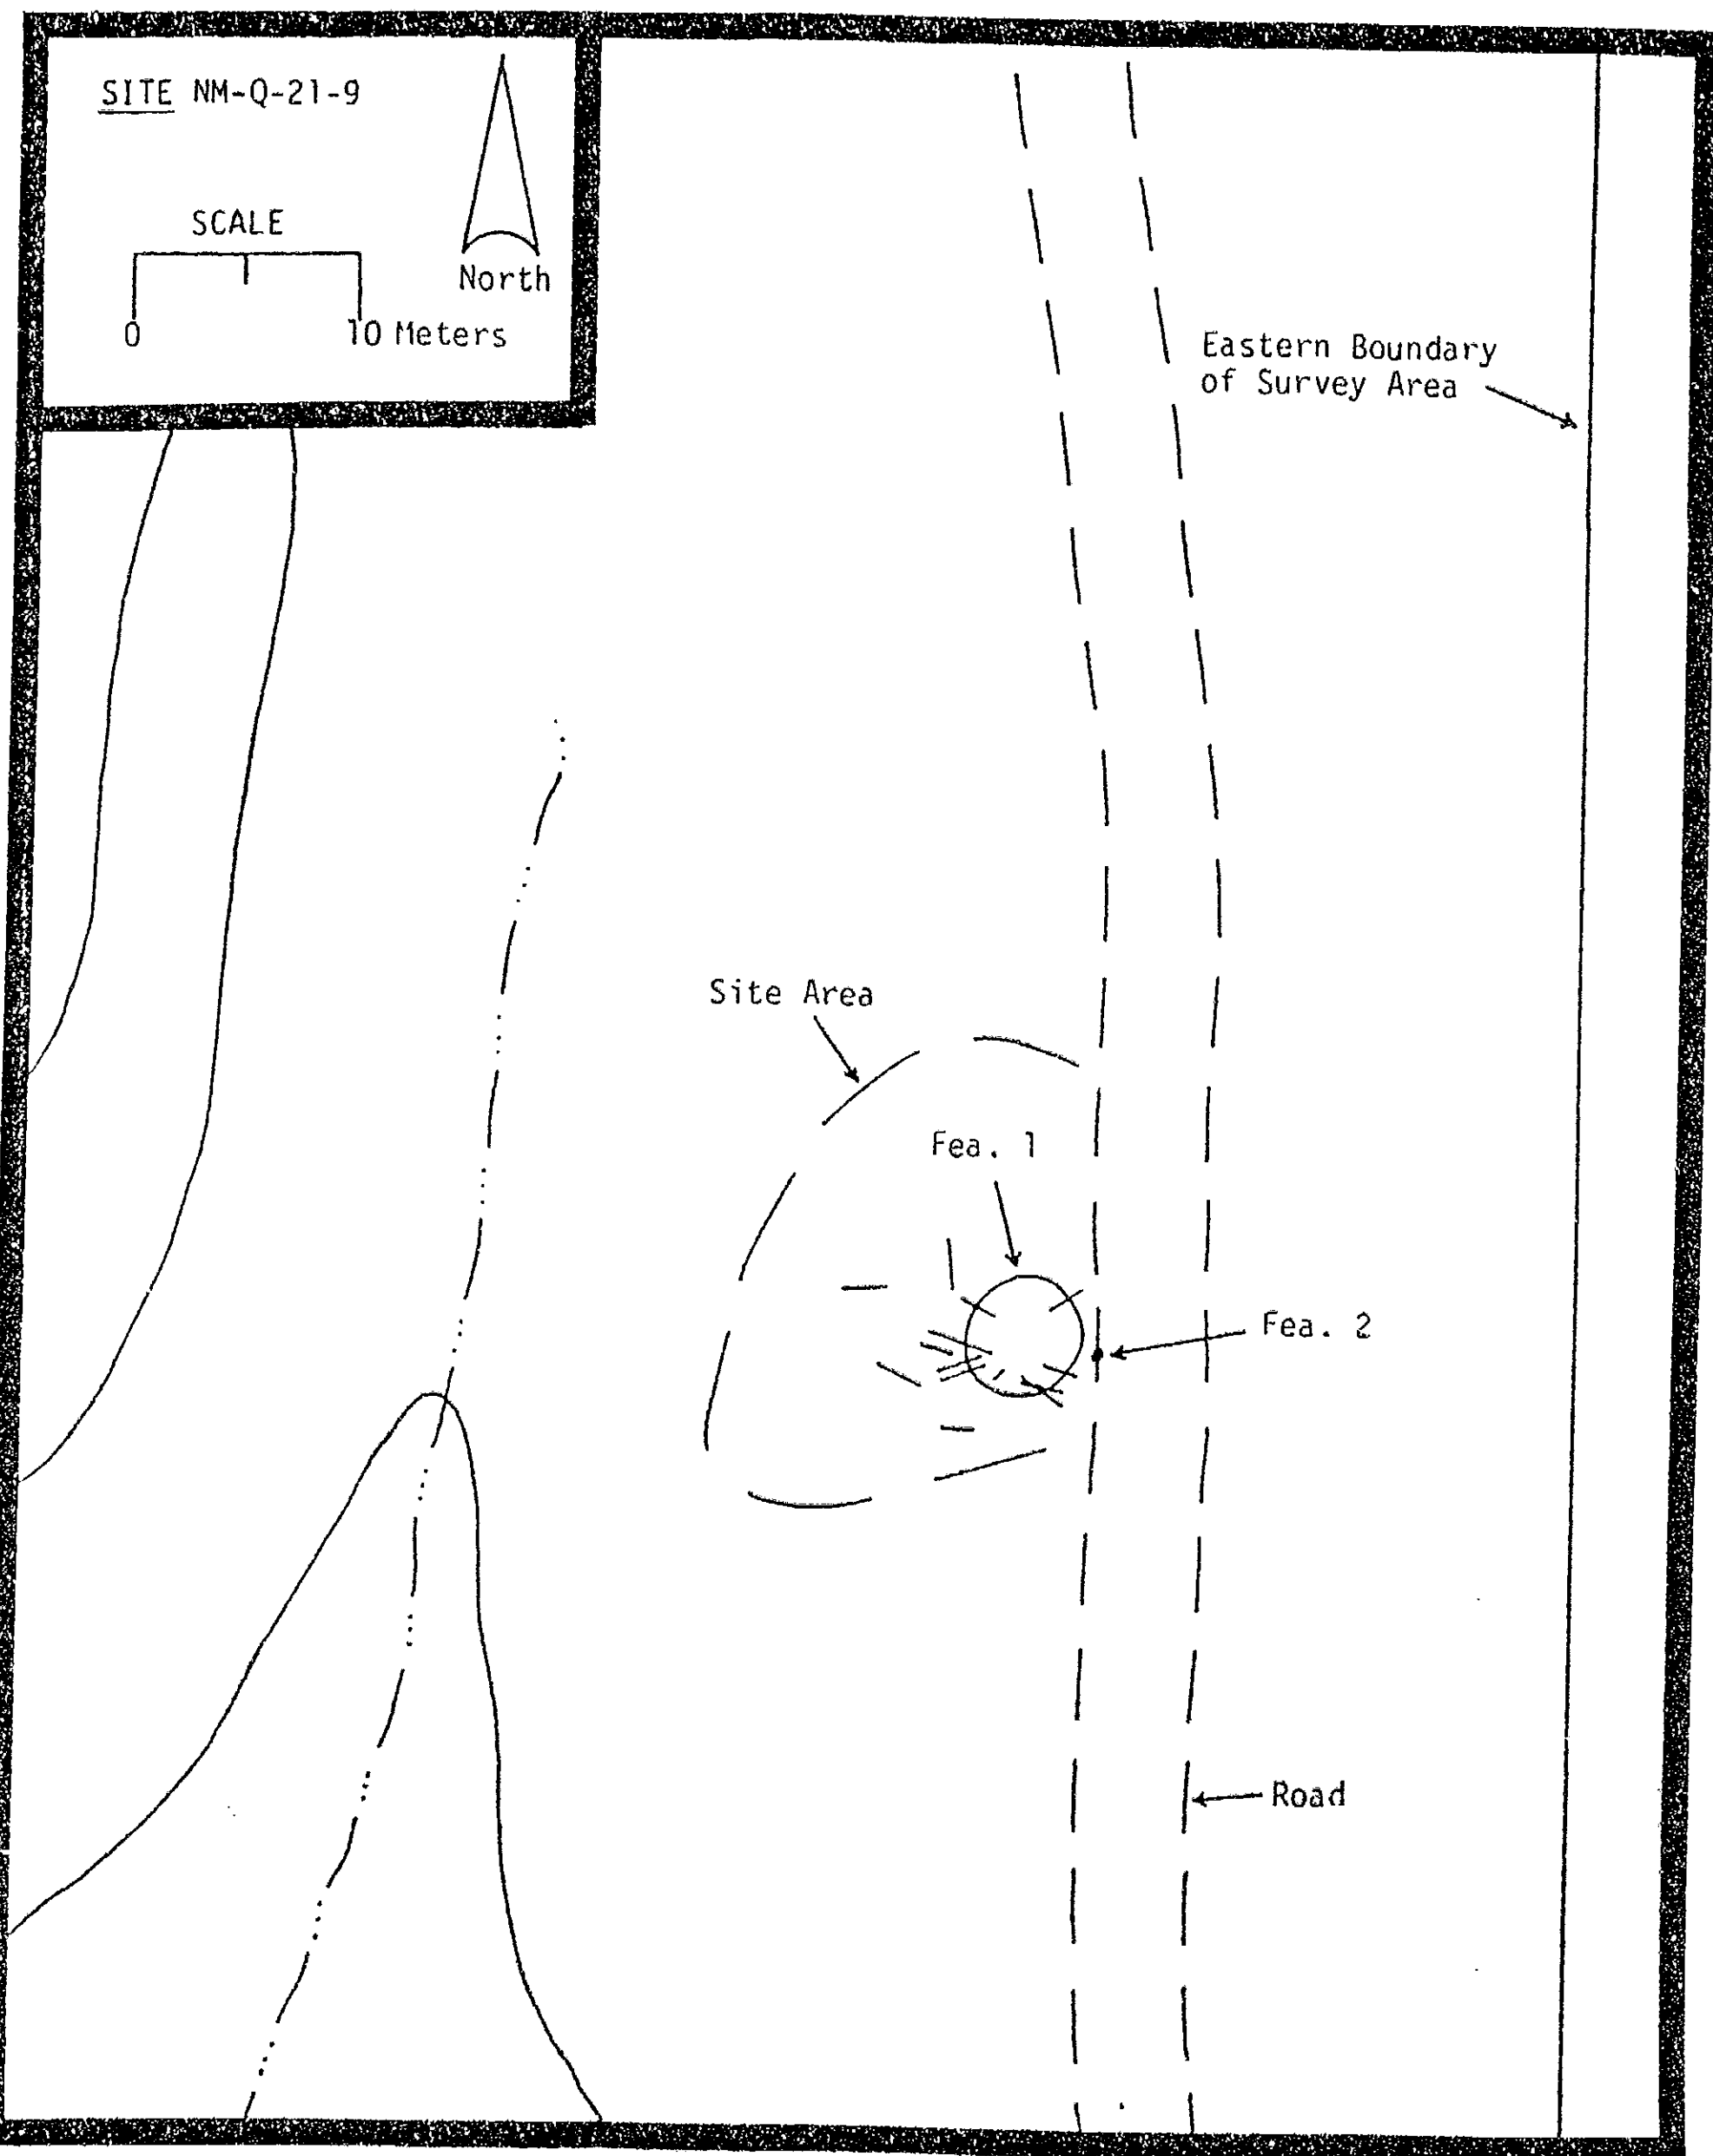 SITE NM-Q-21-9
SCALE
North
0
10 Meters
Eastern Boundary
of Survey Area
Site Area
Fea. 1
Fea. 2
Road